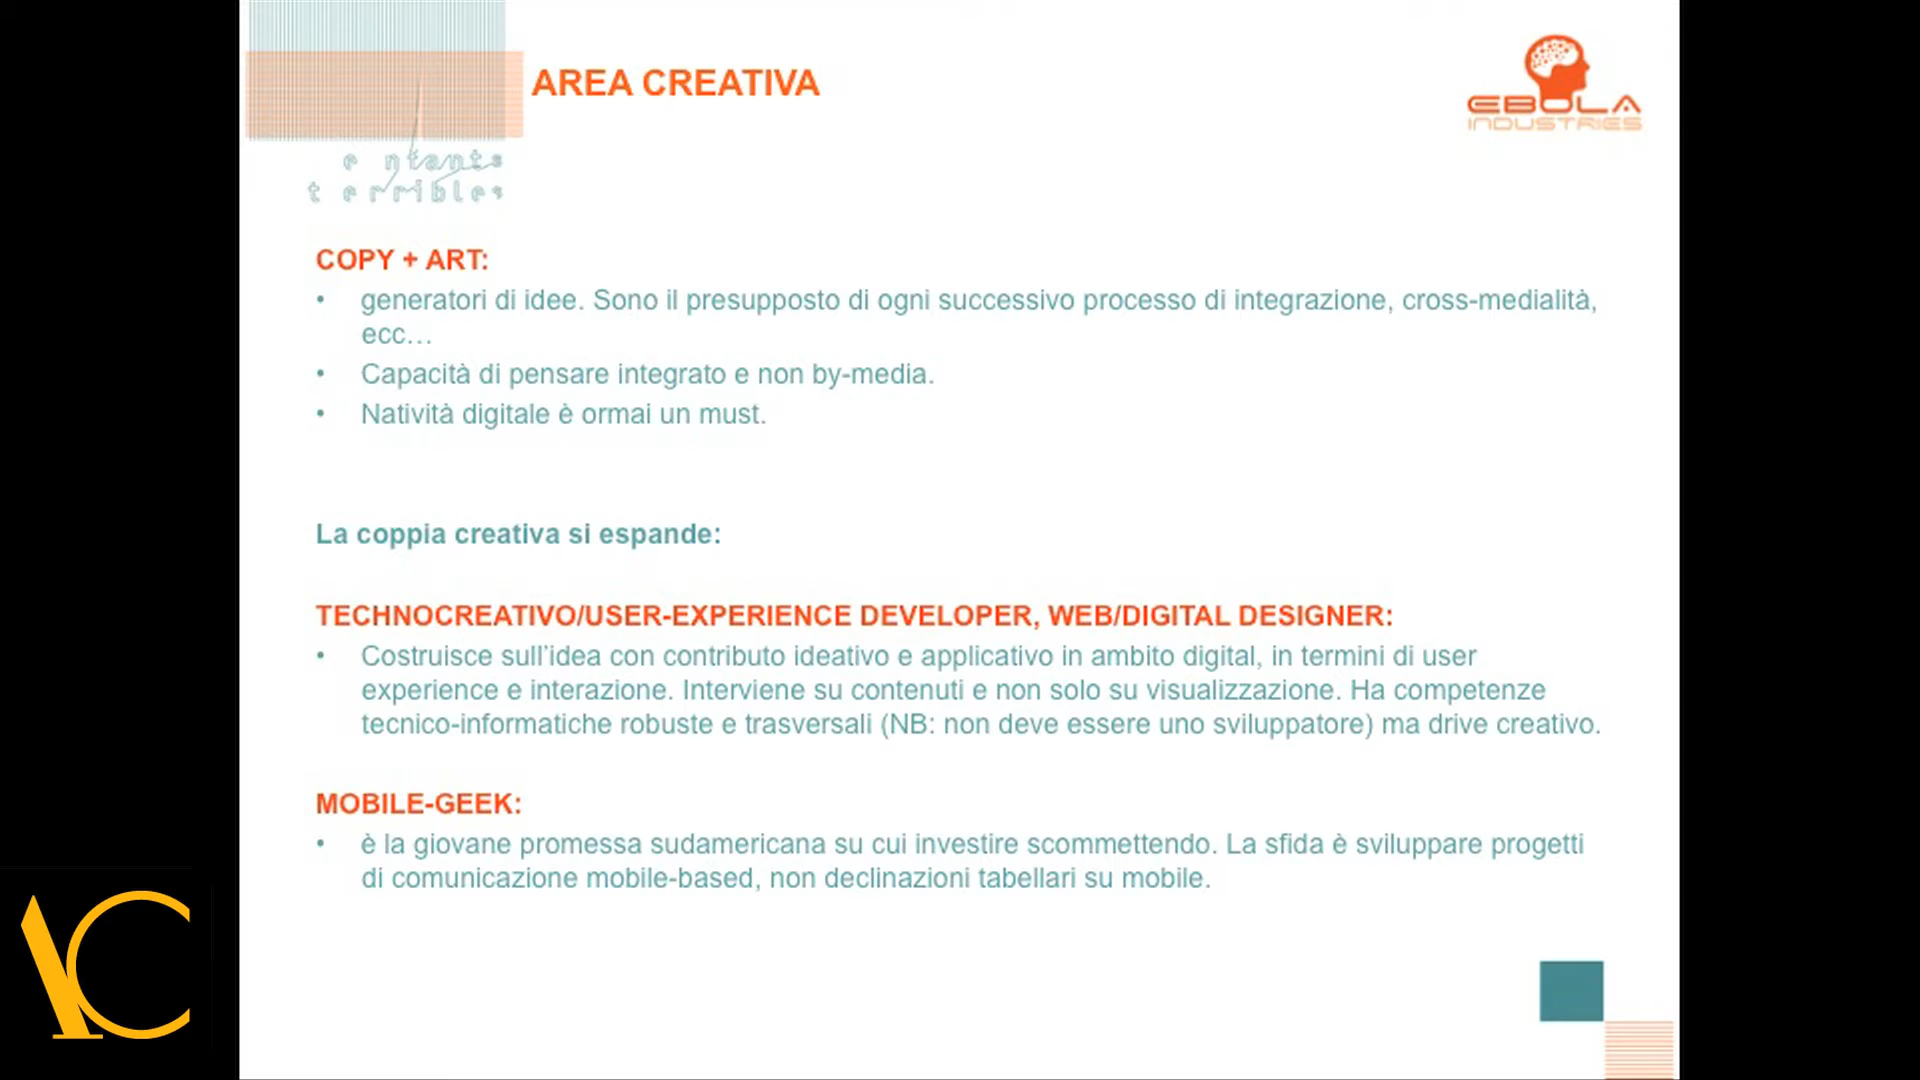 AREA CREATIVA
EBOLA
INDUSTRIES
enfants
terribles
COPY + ART:
• generatori di idee. Sono il presupposto di ogni successivo processo di integrazione, cross-medialità,
ecc…
• Capacità di pensare integrato e non by-media.
• Natività digitale è ormai un must.
La coppia creativa si espande:
TECHNOCREATIVO/USER-EXPERIENCE DEVELOPER, WEB/DIGITAL DESIGNER:
• Costruisce sull’idea con contributo ideativo e applicativo in ambito digital, in termini di user
experience e interazione. Interviene su contenuti e non solo su visualizzazione. Ha competenze
tecnico-informatiche robuste e trasversali (NB: non deve essere uno sviluppatore) ma drive creativo.
MOBILE-GEEK:
• è la giovane promessa sudamericana su cui investire scommettendo. La sfida è sviluppare progetti
di comunicazione mobile-based, non declinazioni tabellari su mobile.
AC